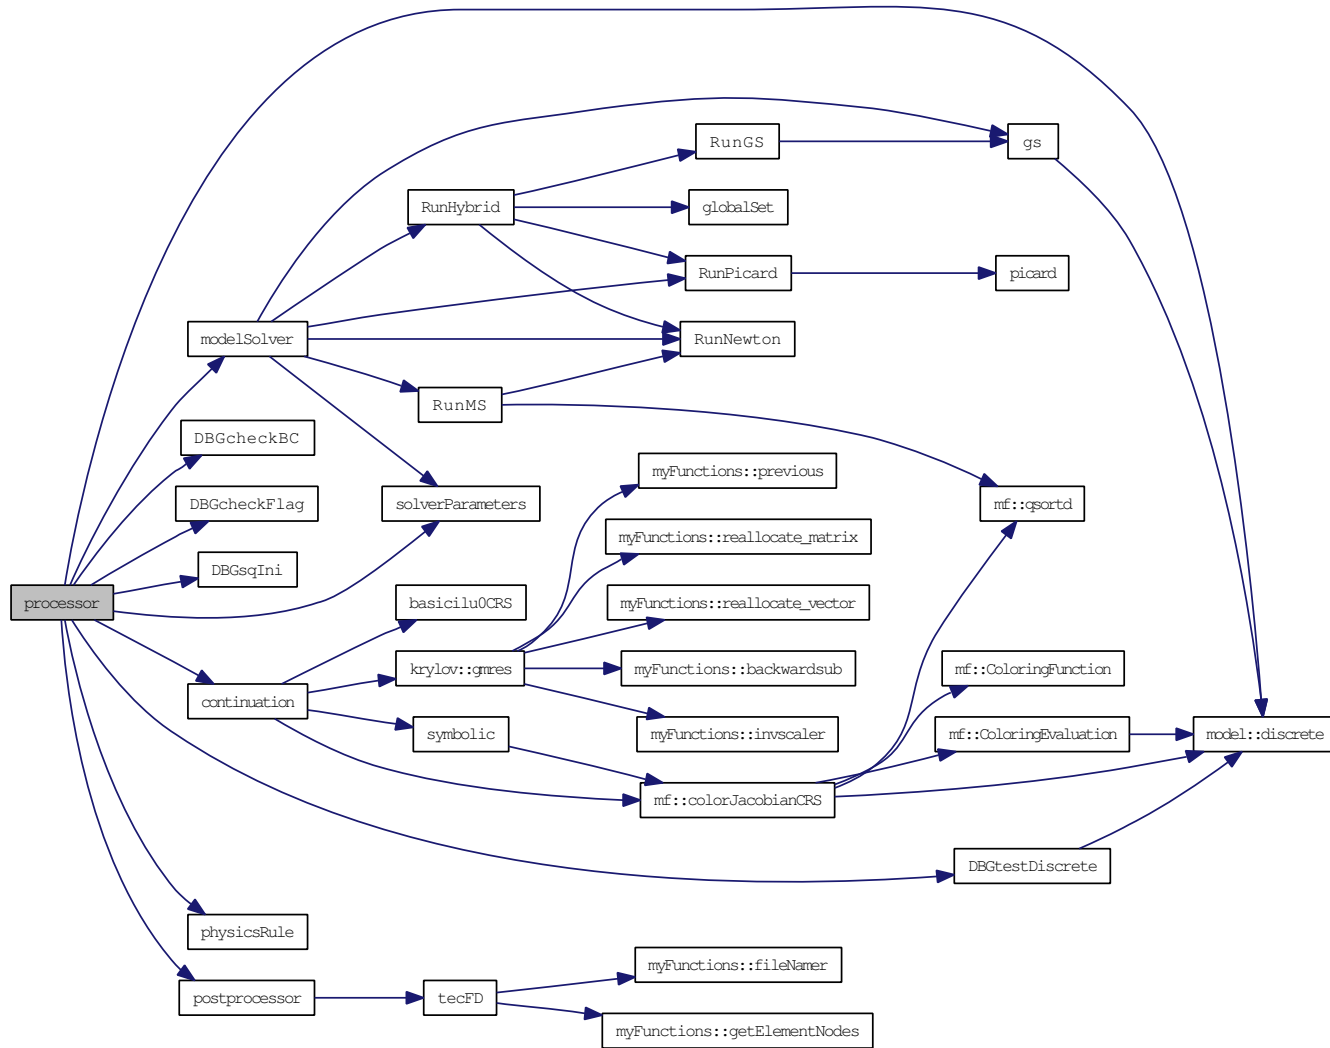 RunGS
gs
RunHybrid
globalSet
RunPicard
picard
modelSolver
RunNewton
RunMS
DBGcheckBC
myFunctions::previous
DBGcheckFlag
solverParameters
mf::qsortd
myFunctions::reallocate_matrix
DBGsqIni
processor
basicilu0CRS
myFunctions::reallocate_vector
krylov::gmres
myFunctions::backwardsub
mf::ColoringFunction
continuation
symbolic
myFunctions::invscaler
mf::ColoringEvaluation
model::discrete
mf::colorJacobianCRS
DBGtestDiscrete
physicsRule
myFunctions::fileNamer
postprocessor
tecFD
myFunctions::getElementNodes